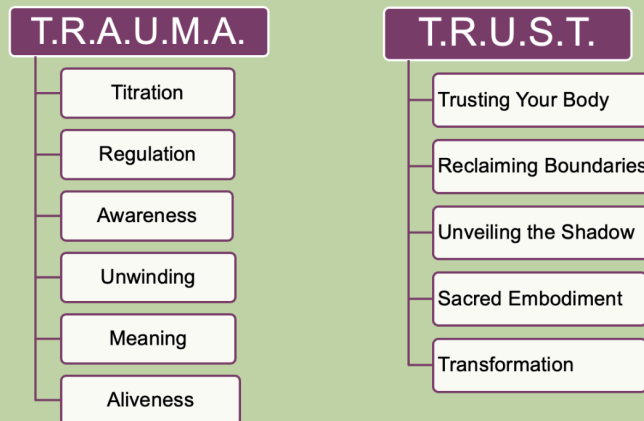 T.R.A.U.M.A.
Titration
Regulation
Awareness
Unwinding
Meaning
Aliveness
T.R.U.S.T.
Trusting Your Body
Reclaiming Boundaries
Unveiling the Shadow
Sacred Embodiment
Transformation